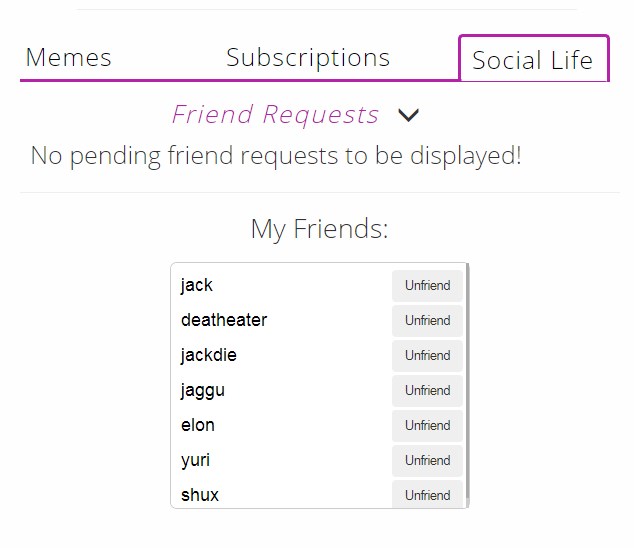 Memes Subscriptions Social Life
Friend Requests
No pending friend requests to be displayed!
My Friends:
jack Unfriend
deatheater Unfriend
jackdie Unfriend
jaggu Unfriend
elon Unfriend
yuri Unfriend
shux Unfriend